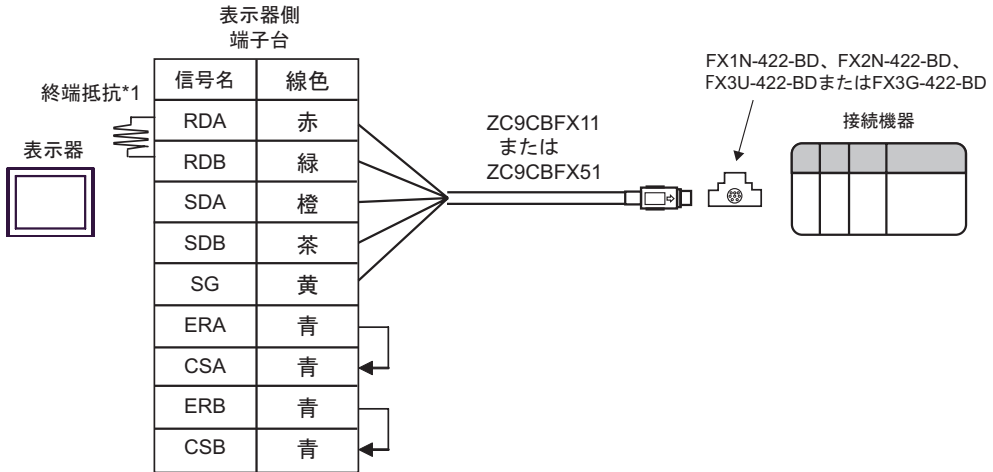 表示器側
端子台
信号名 線色
終端抵抗*1
RDA 赤
表示器
RDB 緑
SDA 橙
SDB 茶
SG 黄
ERA 青
CSA 青
ERB 青
CSB 青
ZC9CBFX11
または
ZC9CBFX51
FX1N-422-BD、FX2N-422-BD、
FX3U-422-BDまたはFX3G-422-BD
接続機器